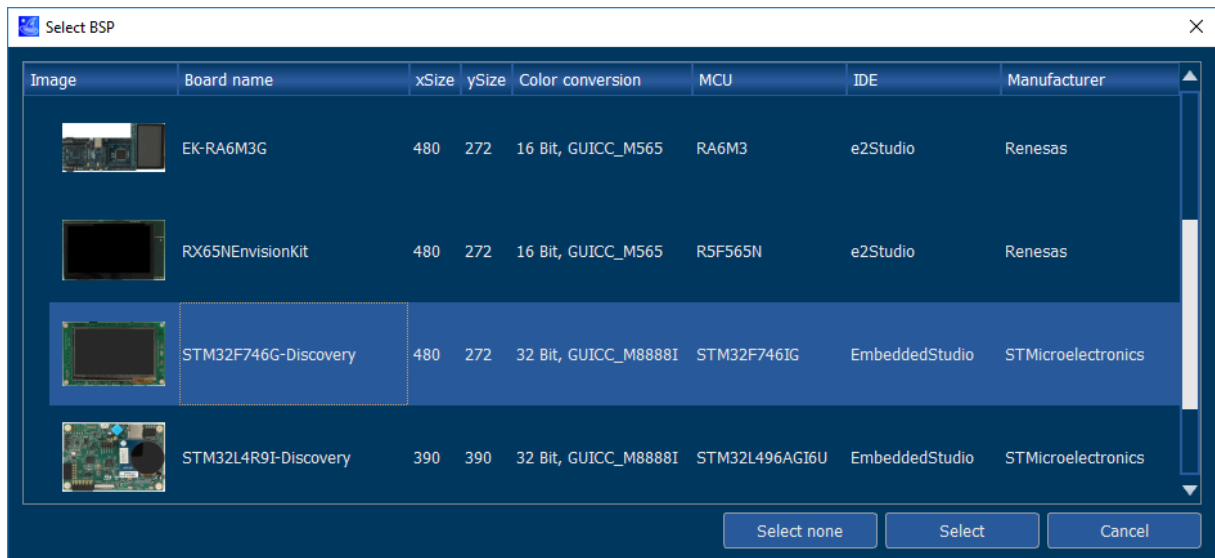 Select BSP
Image Board name xSize ySize Color conversion MCU IDE Manufacturer
EK-RA6M3G 480 272 16 Bit, GUICC_M565 RA6M3 e2Studio Renesas
RX65NEnvisionKit 480 272 16 Bit, GUICC_M565 R5F565N e2Studio Renesas
STM32F746G-Discovery 480 272 32 Bit, GUICC_M8888I STM32F746IG EmbeddedStudio STMicroelectronics
STM32L4R9I-Discovery 390 390 32 Bit, GUICC_M8888I STM32L496AGI6U EmbeddedStudio STMicroelectronics
Select none Select Cancel